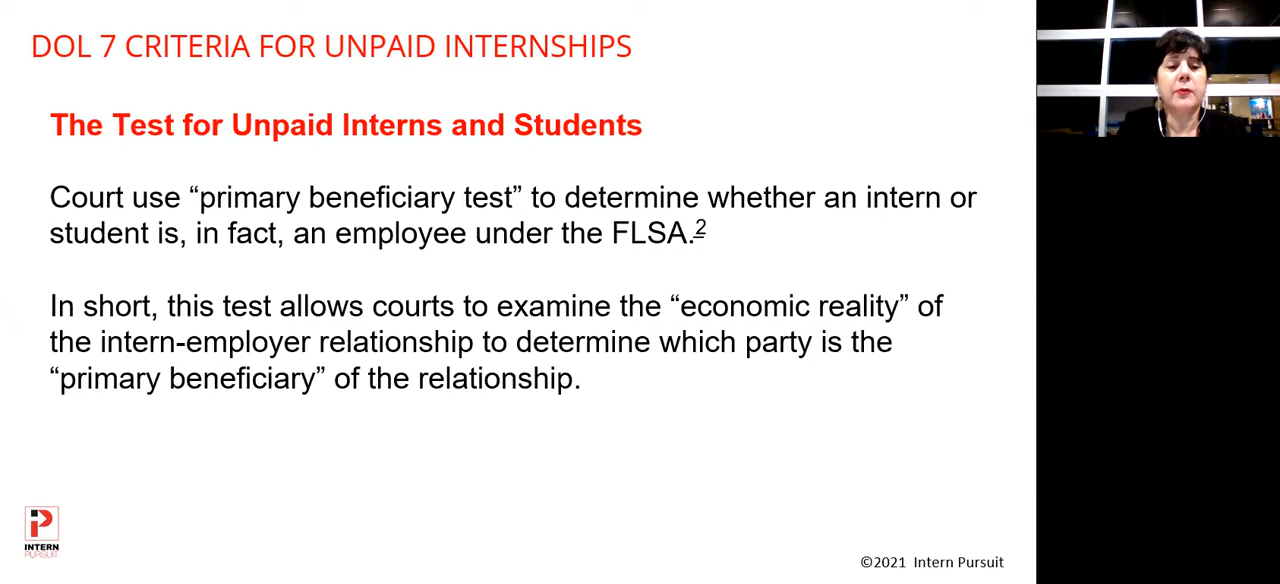 DOL 7 CRITERIA FOR UNPAID INTERNSHIPS
The Test for Unpaid Interns and Students
Court use “primary beneficiary test” to determine whether an intern or
student is, in fact, an employee under the FLSA.2
In short, this test allows courts to examine the “economic reality” of
the intern-employer relationship to determine which party is the
“primary beneficiary” of the relationship.
iP
INTERN
PURSUIT
©2021 Intern Pursuit